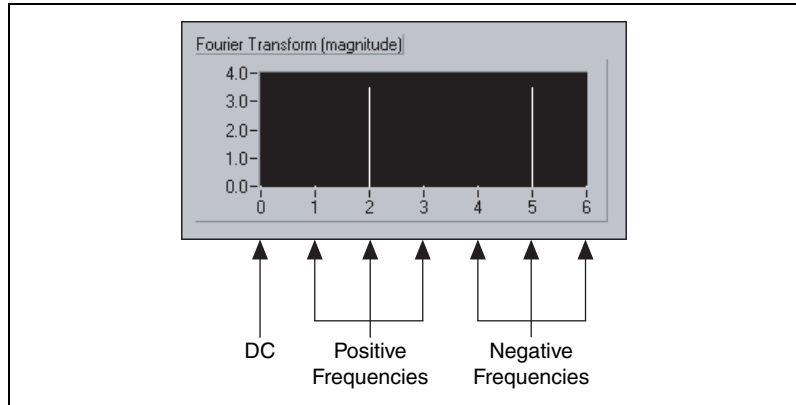 Fourier Transform (magnitude)
4.0
3.0
2.0
1.0
0.0
0 1 2 3 4 5 6
DC
Positive
Frequencies
Negative
Frequencies